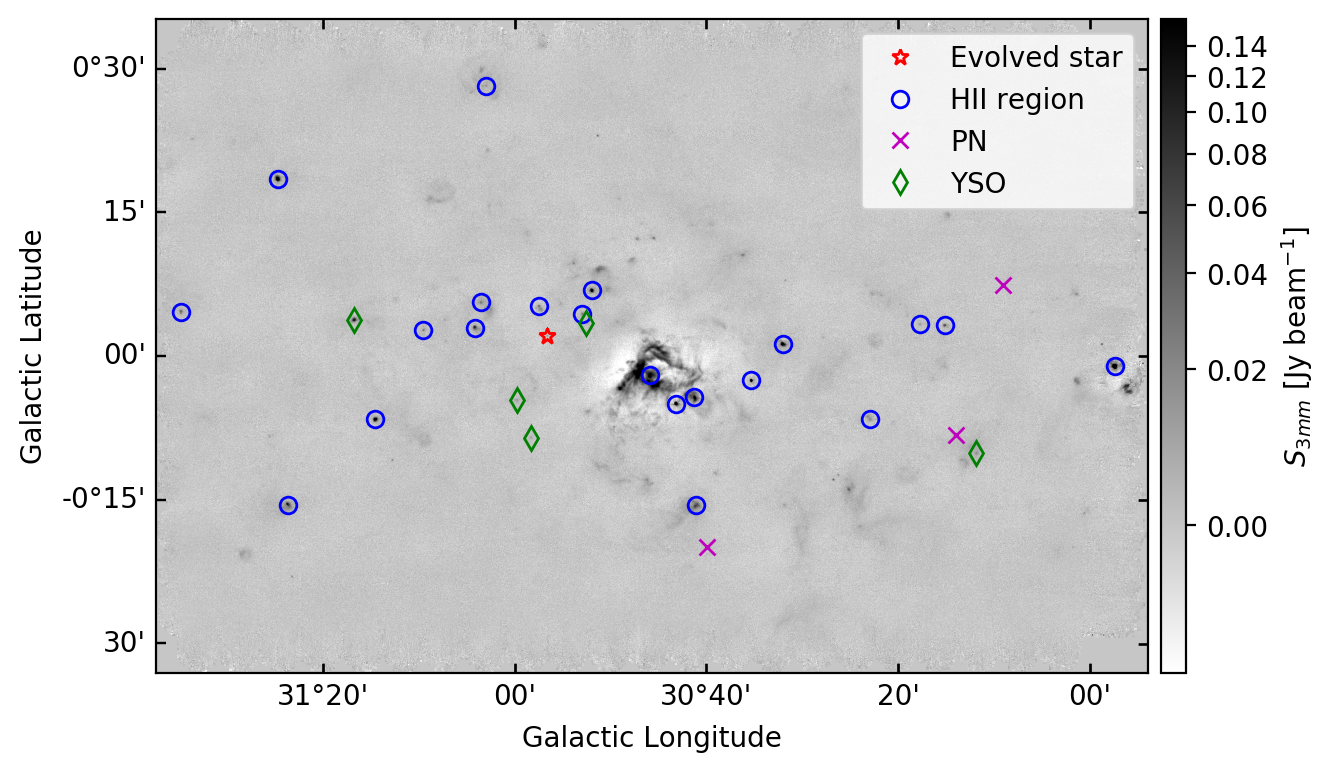 0°30'
15'
00'
-0°15'
30'
Galactic Latitude
31°20'
00'
30°40'
20'
00'
Galactic Longitude
Evolved star
HII region
PN
YSO
0.14
0.12
0.10
0.08
0.06
0.04
0.02
0.00
S3mm [Jy beam−1]